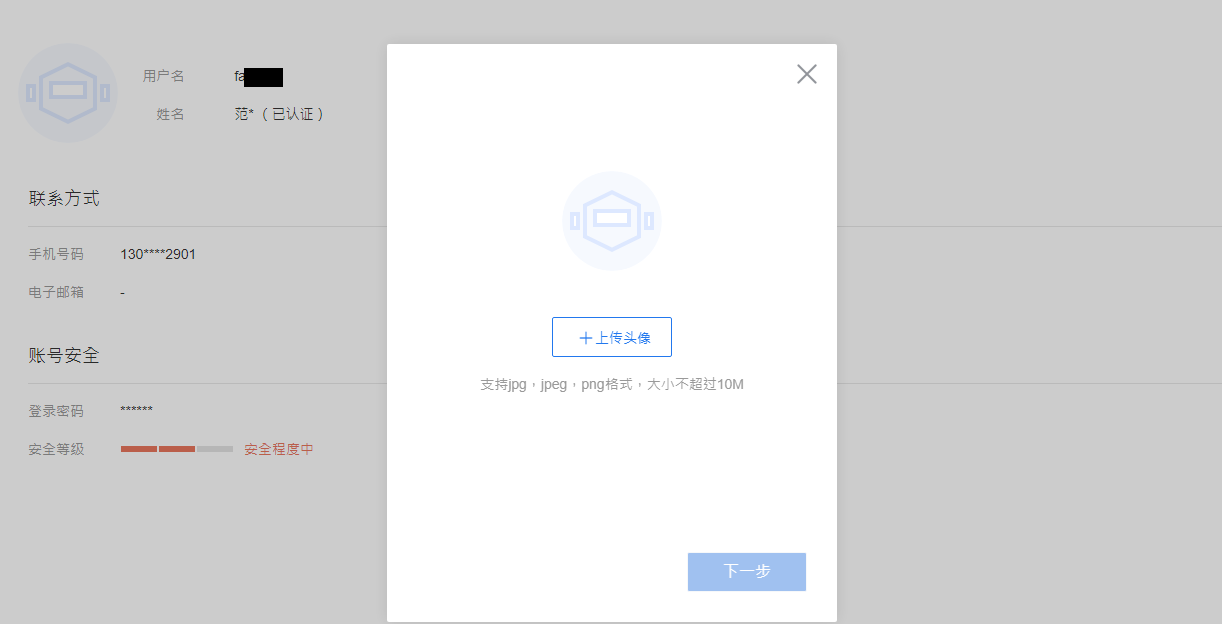 用户名 fa
姓名 范*（已认证）
联系方式
手机号码 130****2901
电子邮箱 -
账号安全
登录密码 ******
安全等级 安全程度中
＋上传头像
支持jpg，jpeg，png格式，大小不超过10M
下一步